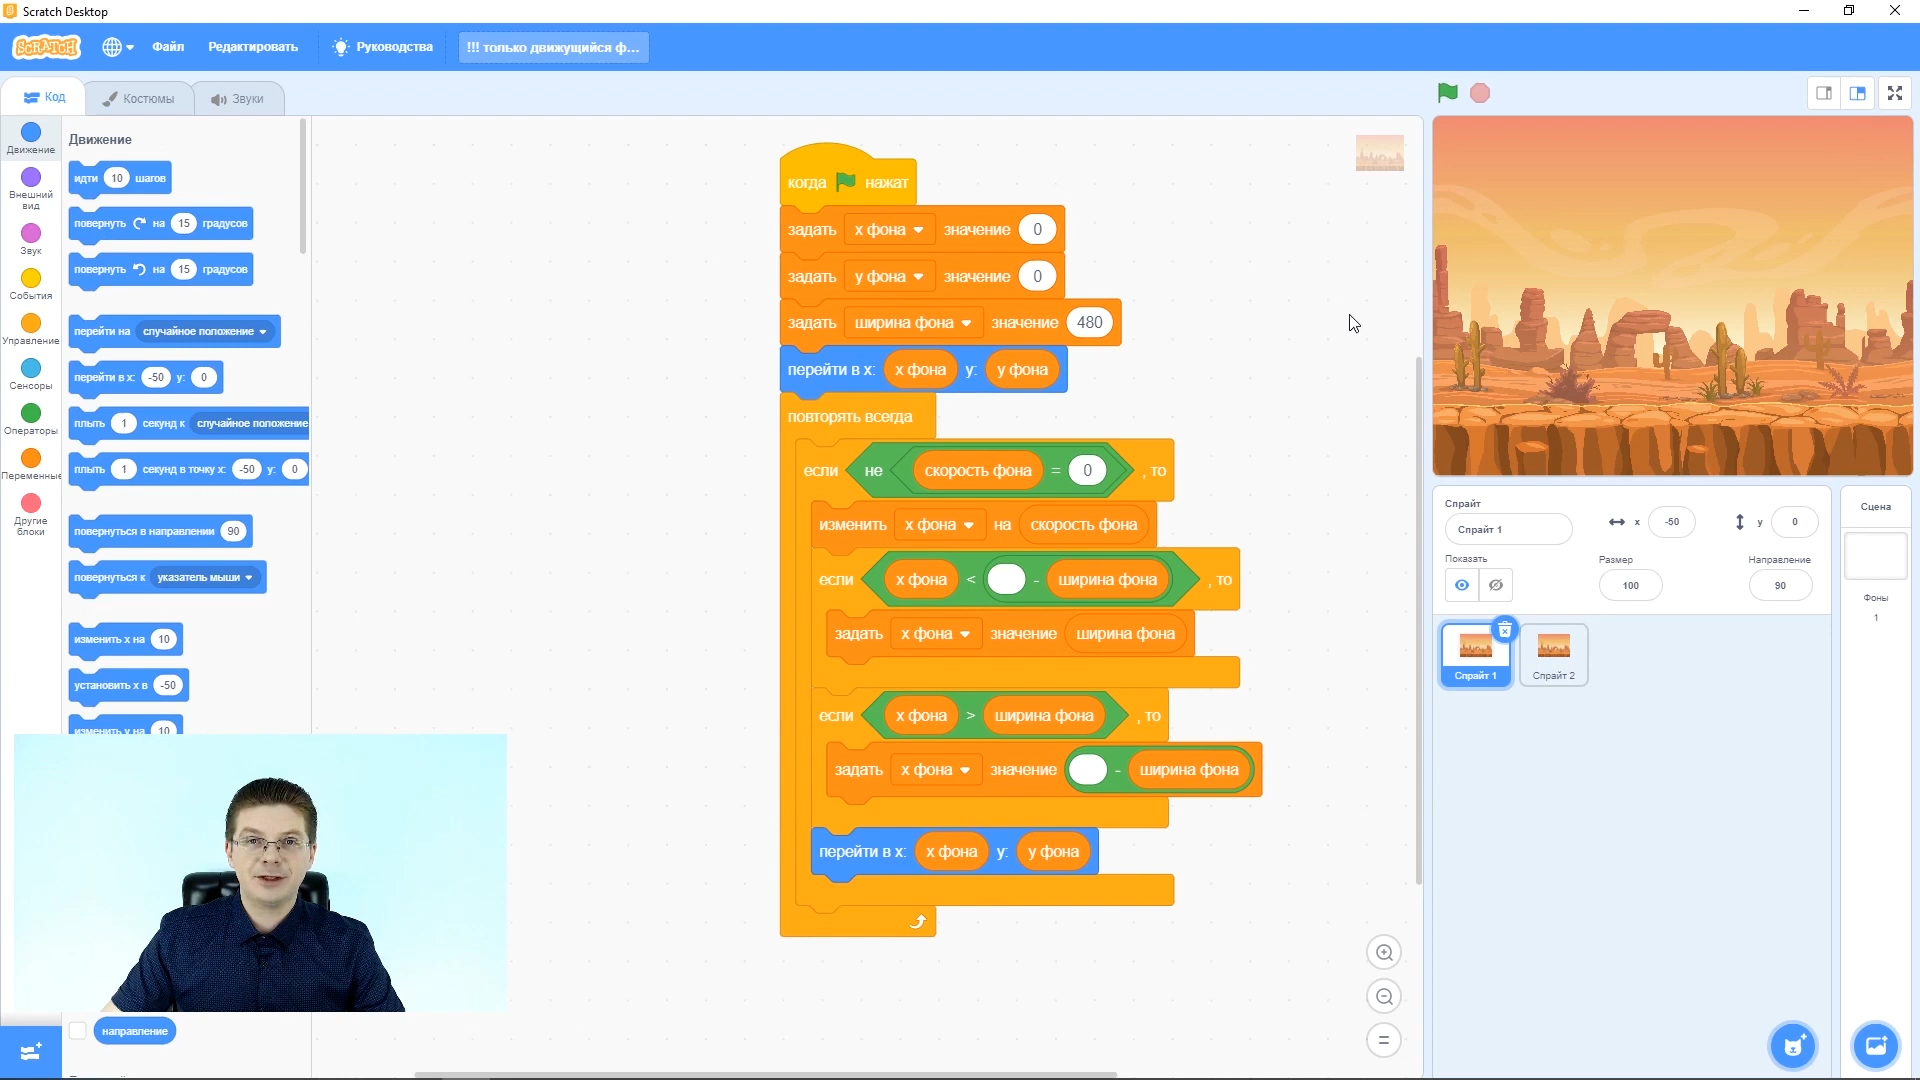 Scratch Desktop
SCRATCH
Файл
Редактировать
Руководства
!!! только движущийся ф...
Код
Костюмы
Звуки
Движение
Внешний вид
Звук
События
Управление
Сенсоры
Операторы
Переменные
Другие блоки
Движение
идти 10 шагов
повернуть на 15 градусов
повернуть на 15 градусов
перейти на случайное положение
перейти в x: -50 y: 0
плыть 1 секунд к случайное положение
плыть 1 секунд в точку x: -50 y: 0
повернуться в направлении 90
повернуться к указатель мыши
изменить x на 10
установить x в -50
изменить y на 10
направление
когда нажат
задать x фона значение 0
задать y фона значение 0
задать ширина фона значение 480
перейти в x: x фона y: y фона
повторять всегда
если не скорость фона = 0 , то
изменить x фона на скорость фона
если x фона < - ширина фона , то
задать x фона значение ширина фона
если x фона > ширина фона , то
задать x фона значение - ширина фона
перейти в x: x фона y: y фона
Спрайт
Спрайт 1
x -50
y 0
Показать
Размер
100
Направление
90
Спрайт 1
Спрайт 2
Сцена
Фоны
1